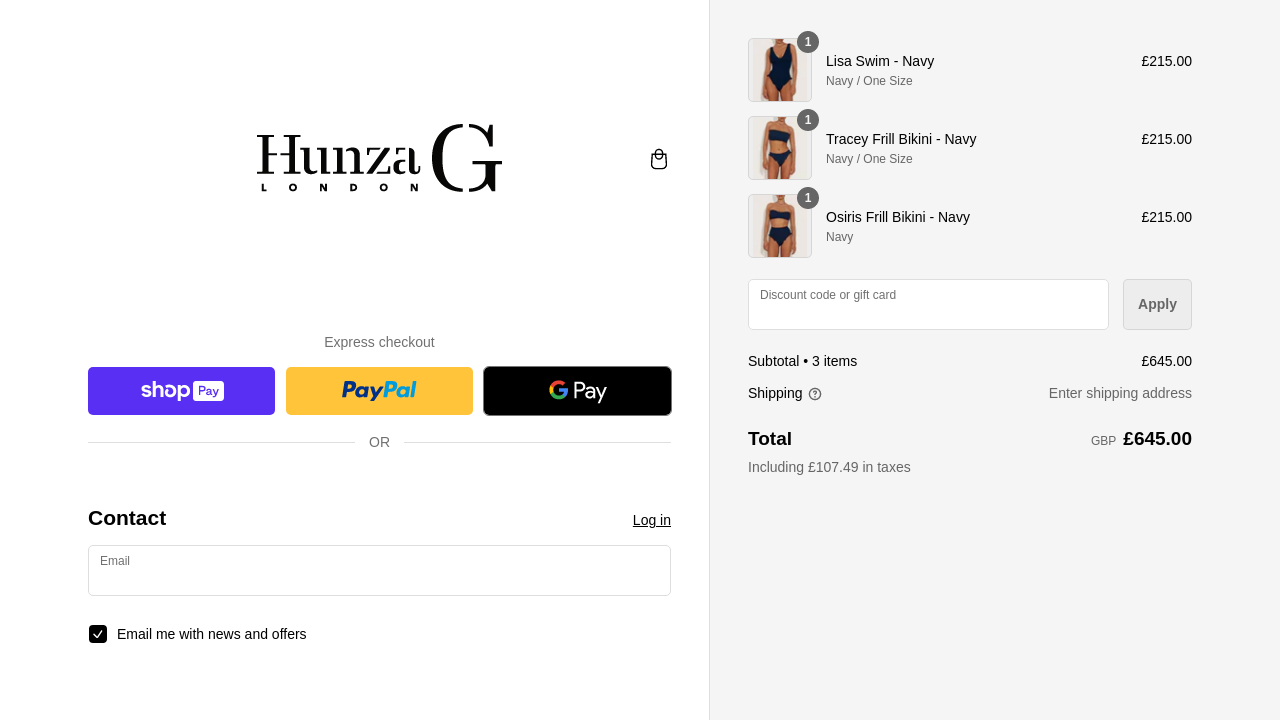 Hunza G
LONDON
Express checkout
shop Pay
PayPal
G Pay
OR
Contact
Log in
Email
Email me with news and offers
1
Lisa Swim - Navy
£215.00
Navy / One Size
1
Tracey Frill Bikini - Navy
£215.00
Navy / One Size
1
Osiris Frill Bikini - Navy
£215.00
Navy
Discount code or gift card
Apply
Subtotal • 3 items
£645.00
Shipping
Enter shipping address
Total
GBP £645.00
Including £107.49 in taxes